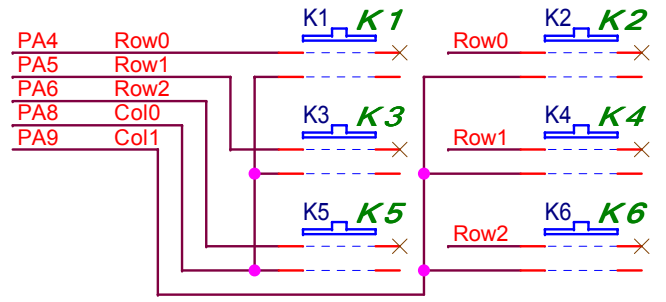 K1 K1
K2 K2
PA4 Row0
Row0
PA5 Row1
PA6 Row2
PA8 Col0
K3 K3
K4 K4
PA9 Col1
Row1
K5 K5
K6 K6
Row2